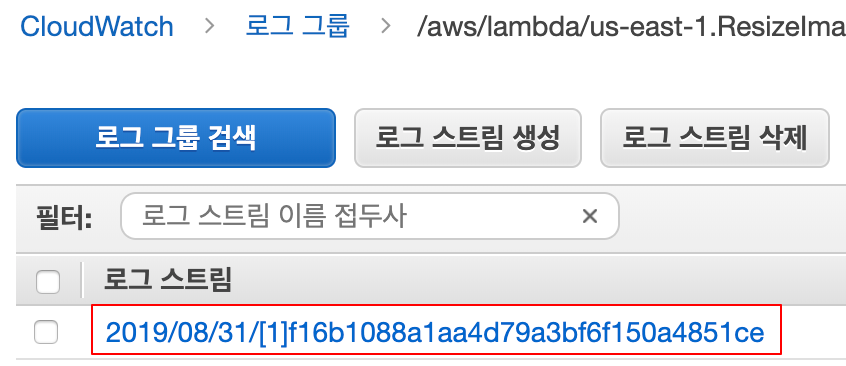 CloudWatch > 로그 그룹 > /aws/lambda/us-east-1.ResizeIma
로그 그룹 검색 로그 스트림 생성 로그 스트림 삭제
필터: 로그 스트림 이름 접두사 ×
로그 스트림
2019/08/31/[1]f16b1088a1aa4d79a3bf6f150a4851ce